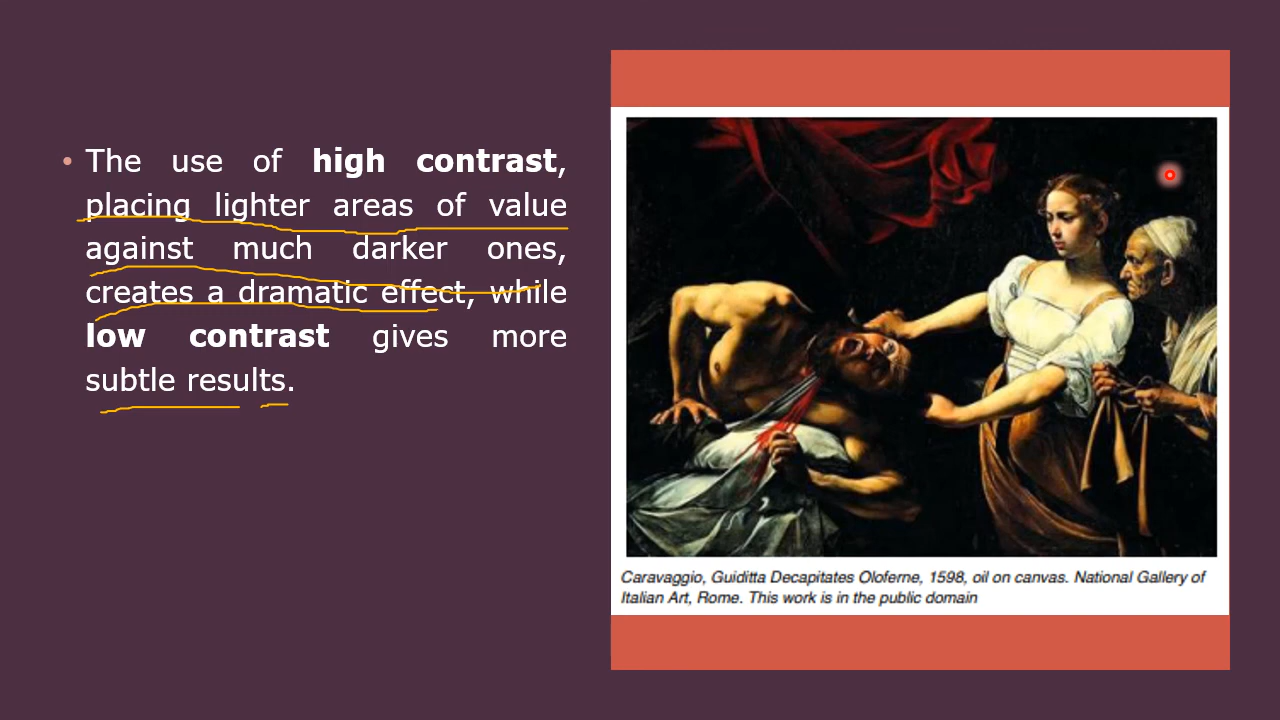 • The use of high contrast,
placing lighter areas of value
against much darker ones,
creates a dramatic effect, while
low contrast gives more
subtle results.
Caravaggio, Guiditta Decapitates Oloferne, 1598, oil on canvas. National Gallery of
Italian Art, Rome. This work is in the public domain